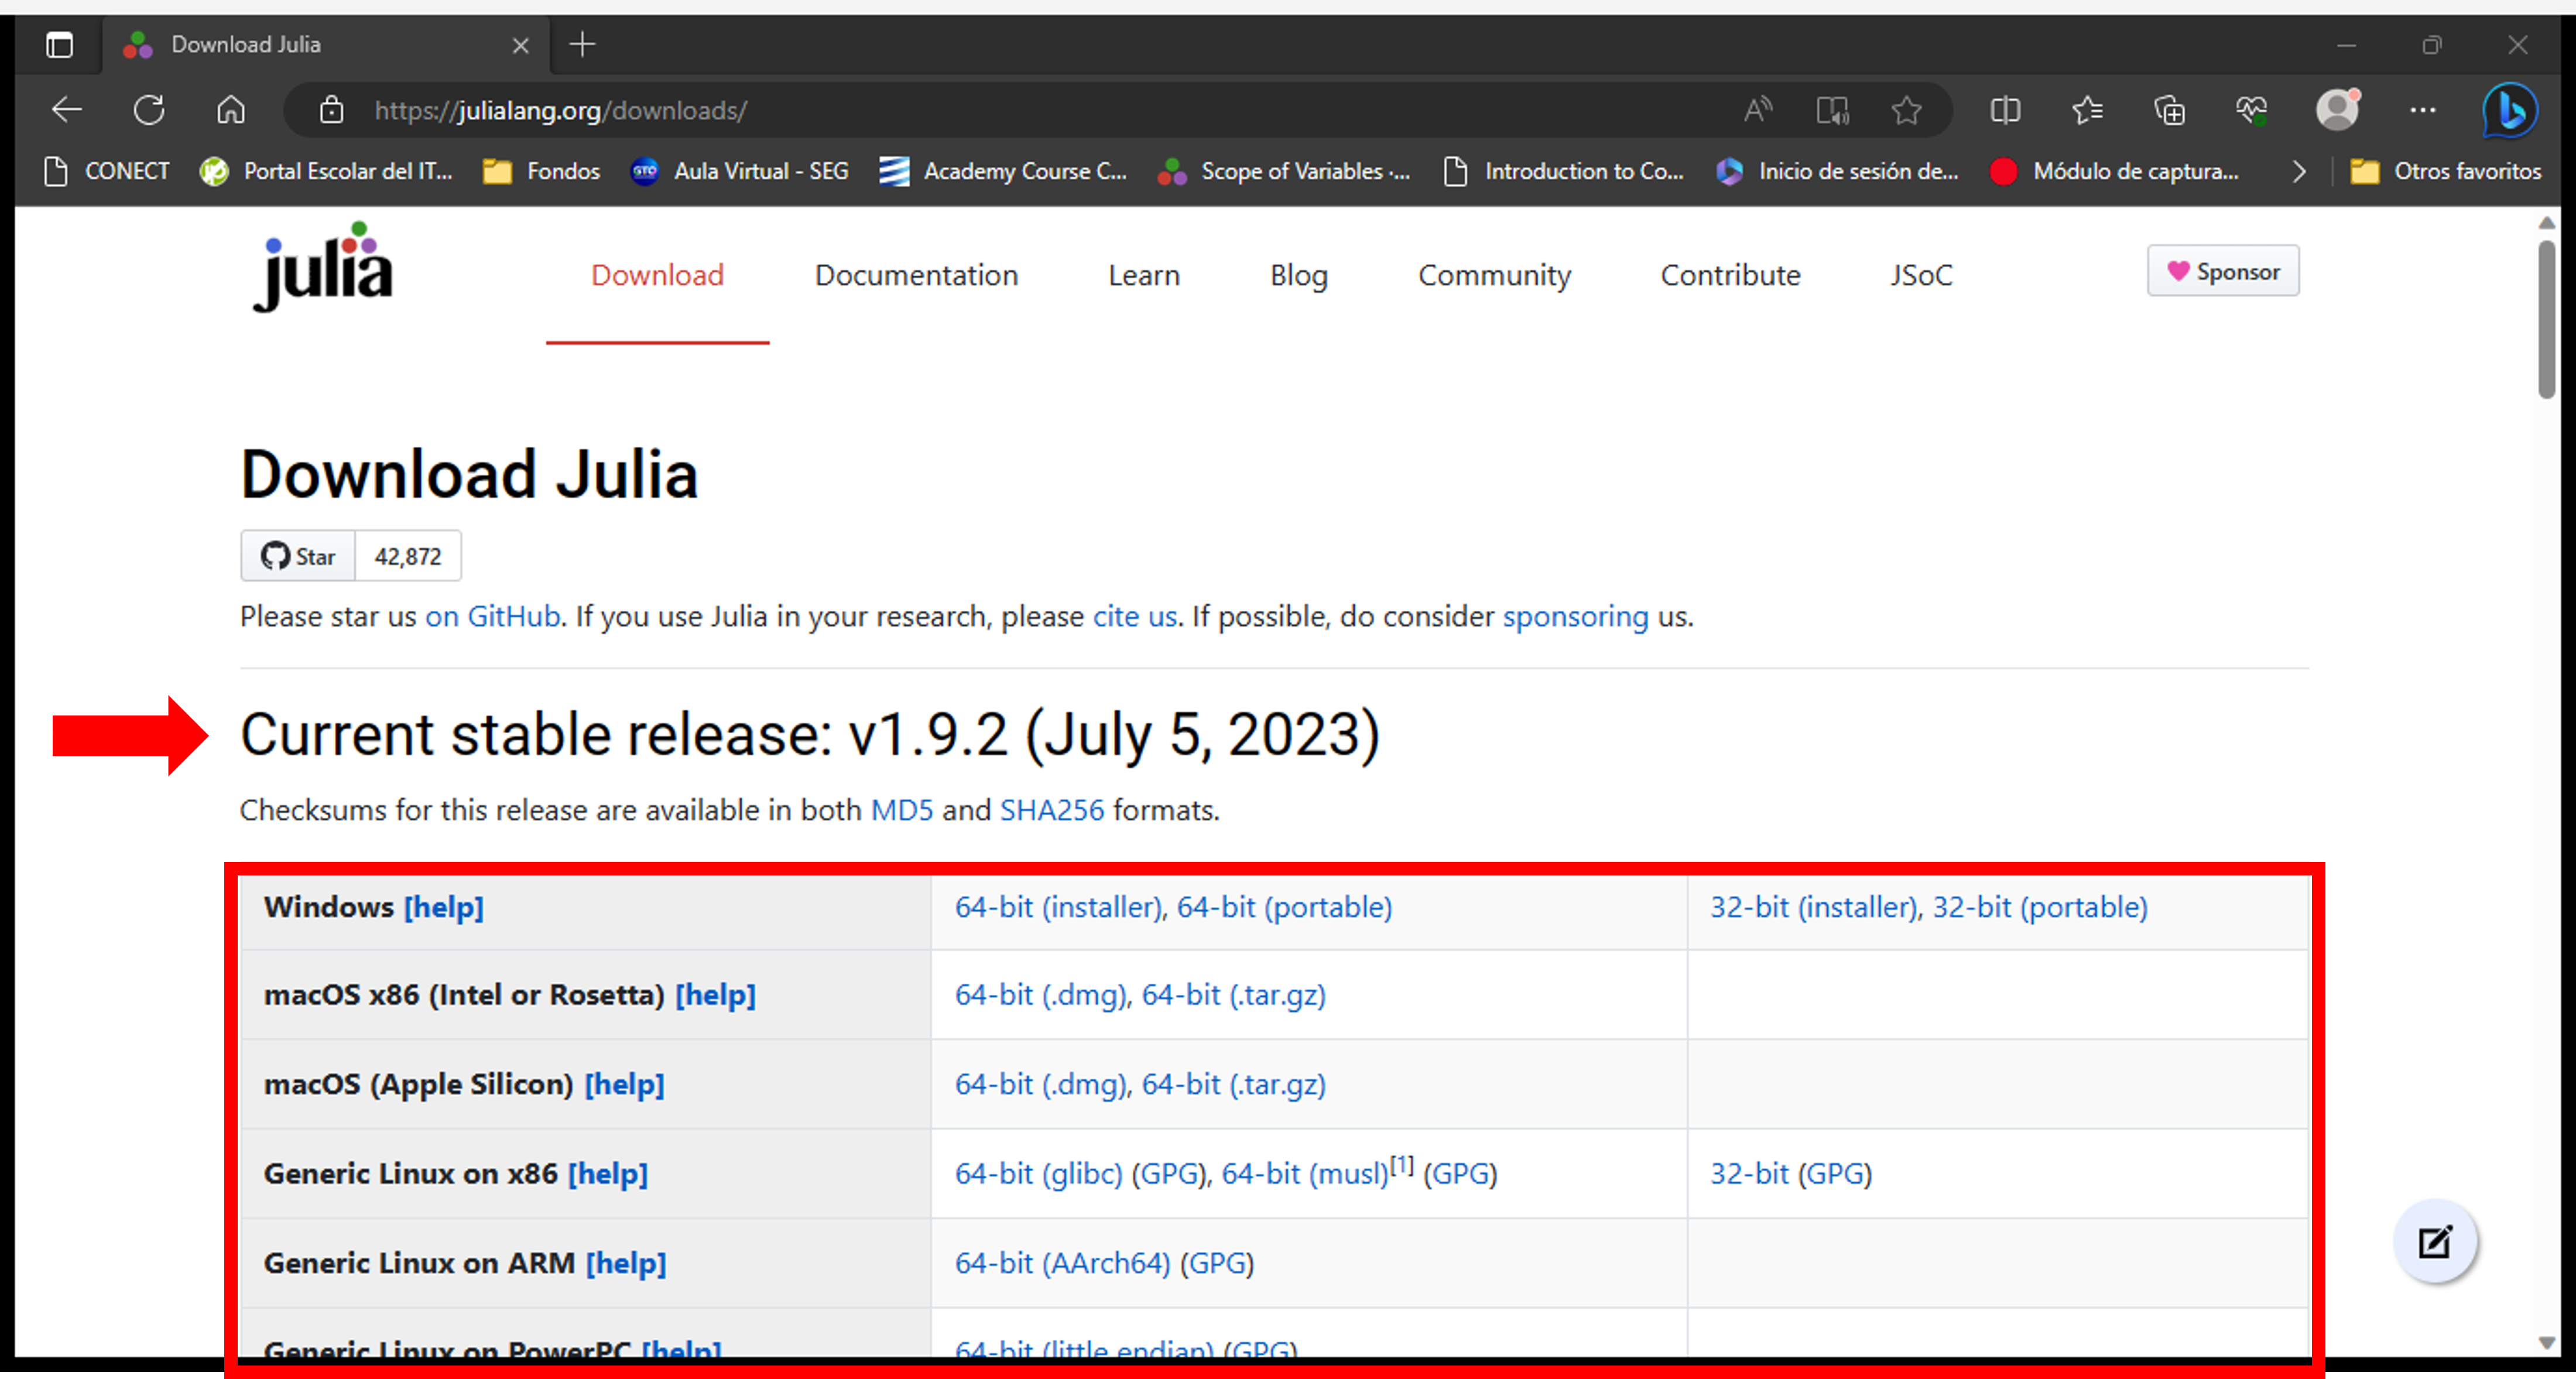 Download Julia
https://julialang.org/downloads/
CONECT Portal Escolar del IT... Fondos GTO Aula Virtual - SEG Academy Course C... Scope of Variables ·... Introduction to Co... Inicio de sesión de... Módulo de captura... Otros favoritos
julia Download Documentation Learn Blog Community Contribute JSoC Sponsor
Download Julia
Star 42,872
Please star us on GitHub. If you use Julia in your research, please cite us. If possible, do consider sponsoring us.
Current stable release: v1.9.2 (July 5, 2023)
Checksums for this release are available in both MD5 and SHA256 formats.
Windows [help] 64-bit (installer), 64-bit (portable) 32-bit (installer), 32-bit (portable)
macOS x86 (Intel or Rosetta) [help] 64-bit (.dmg), 64-bit (.tar.gz)
macOS (Apple Silicon) [help] 64-bit (.dmg), 64-bit (.tar.gz)
Generic Linux on x86 [help] 64-bit (glibc) (GPG), 64-bit (musl)[1] (GPG) 32-bit (GPG)
Generic Linux on ARM [help] 64-bit (AArch64) (GPG)
Generic Linux on PowerPC [help] 64-bit (little endian) (GPG)